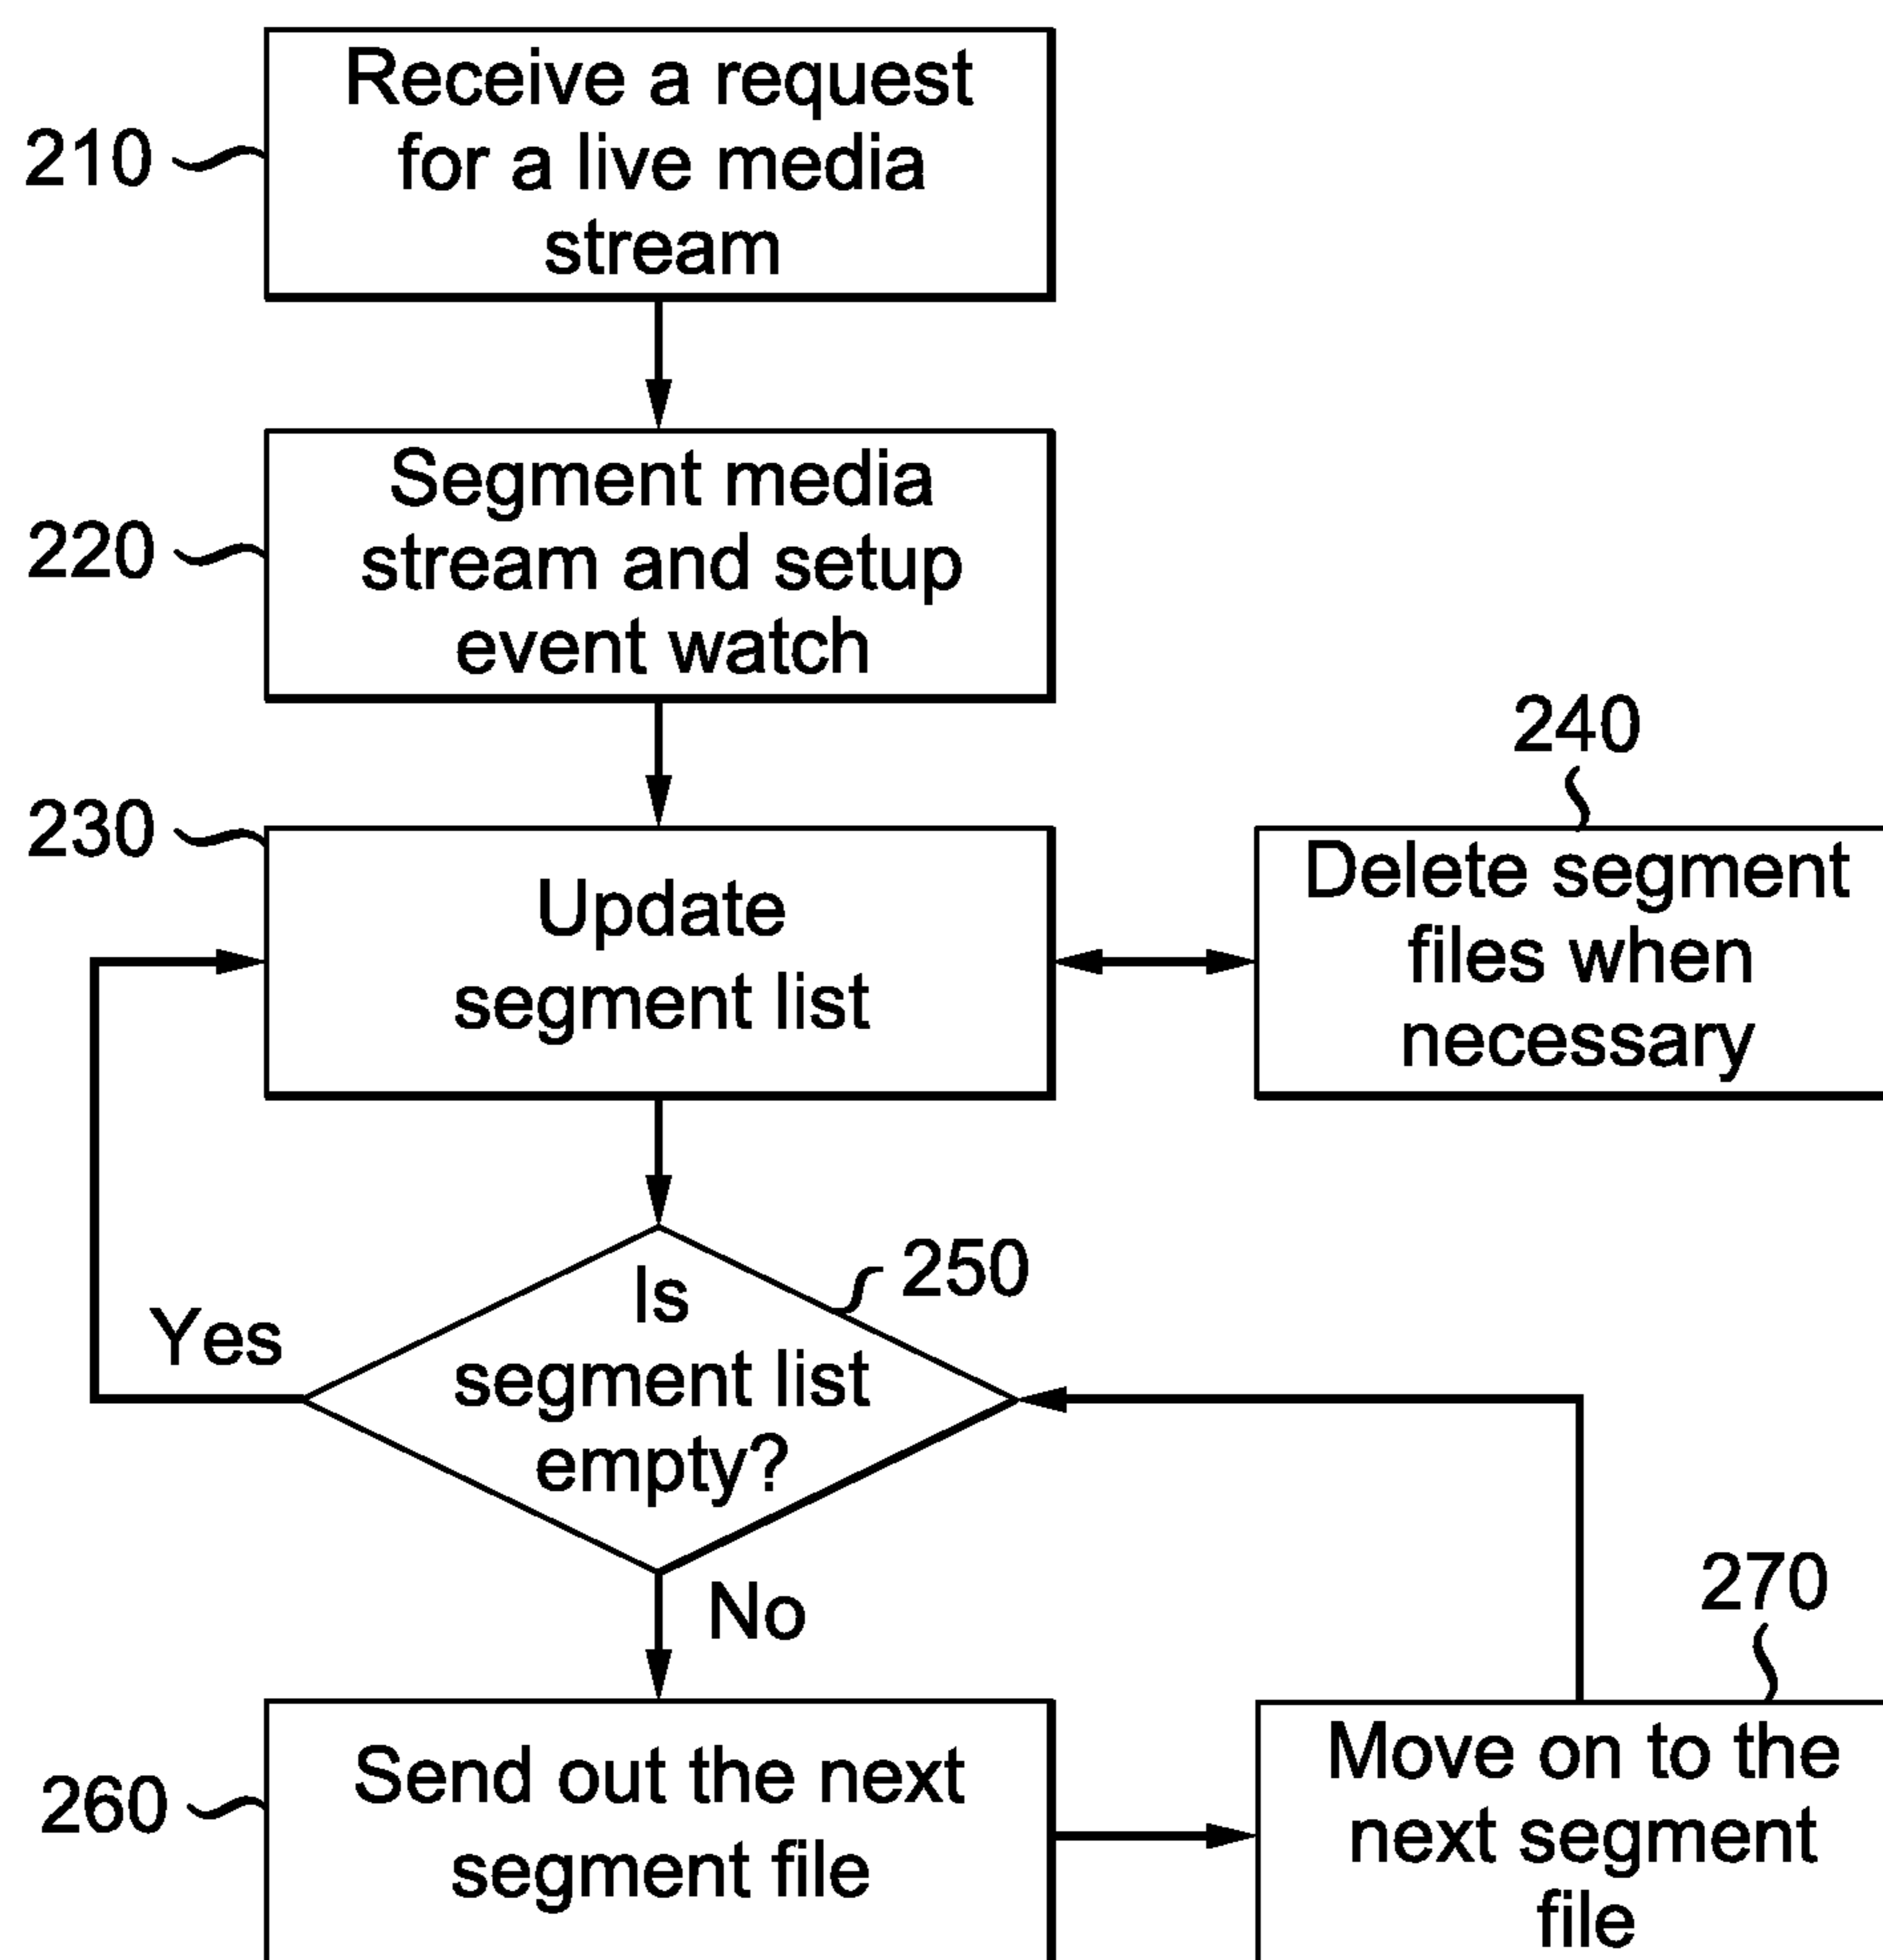 210
Receive a request
for a live media
stream
220
Segment media
stream and setup
event watch
230
Update
segment list
240
Delete segment
files when
necessary
250
Is
segment list
empty?
Yes
No
260
Send out the next
segment file
270
Move on to the
next segment
file